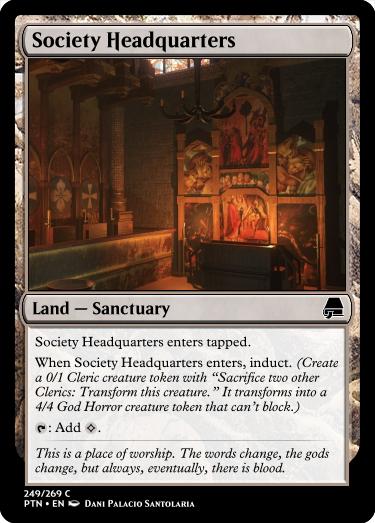 Society Headquarters
Land — Sanctuary
Society Headquarters enters tapped.
When Society Headquarters enters, induct. (Create
a 0/1 Cleric creature token with “Sacrifice two other
Clerics: Transform this creature.” It transforms into a
4/4 God Horror creature token that can’t block.)
: Add .
This is a place of worship. The words change, the gods
change, but always, eventually, there is blood.
249/269 C
PTN • EN Dani Palacio Santolaria